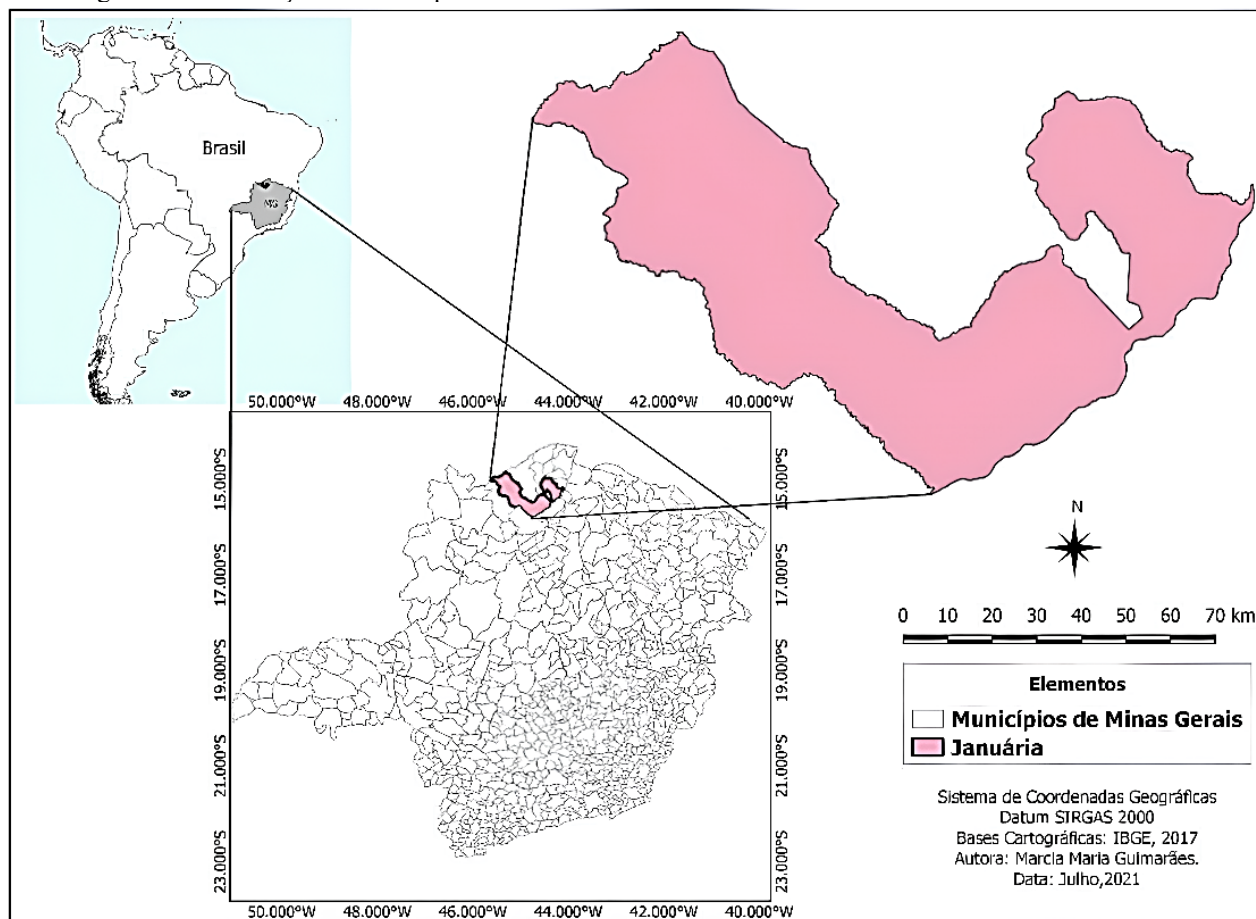 Brasil
MG
50.000°W 48.000°W 46.000°W 44.000°W 42.000°W 40.000°W
15.000°S
17.000°S
19.000°S
21.000°S
23.000°S
15.000°S
17.000°S
19.000°S
21.000°S
23.000°S
50.000°W 48.000°W 46.000°W 44.000°W 42.000°W 40.000°W
N
0 10 20 30 40 50 60 70 km
Elementos
Municípios de Minas Gerais
Januária
Sistema de Coordenadas Geográficas
Datum SIRGAS 2000
Bases Cartográficas: IBGE, 2017
Autora: Marcia Maria Guimarães.
Data: Julho,2021